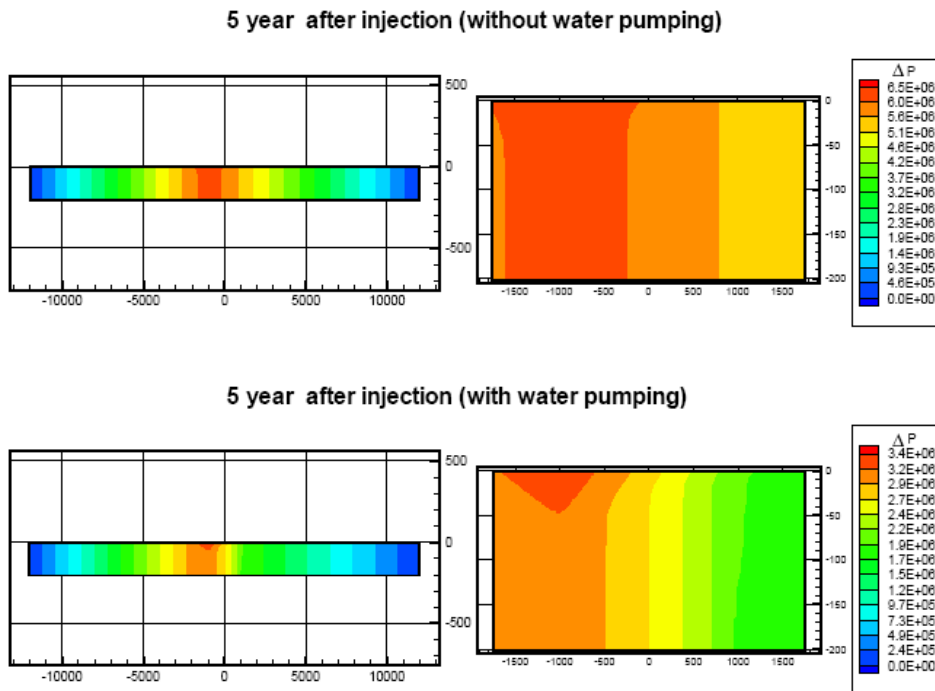 5 year after injection (without water pumping)
500
0
-500
-10000 -5000 0 5000 10000
0
-50
-100
-150
-200
-1500 -1000 -500 0 500 1000 1500
ΔP
6.5E+06
6.0E+06
5.6E+06
5.1E+06
4.6E+06
4.2E+06
3.7E+06
3.2E+06
2.8E+06
2.3E+06
1.9E+06
1.4E+06
9.3E+05
4.6E+05
0.0E+00
5 year after injection (with water pumping)
500
0
-500
-10000 -5000 0 5000 10000
0
-50
-100
-150
-200
-1500 -1000 -500 0 500 1000 1500
ΔP
3.4E+06
3.2E+06
2.9E+06
2.7E+06
2.4E+06
2.2E+06
1.9E+06
1.7E+06
1.5E+06
1.2E+06
9.7E+05
7.3E+05
4.9E+05
2.4E+05
0.0E+00